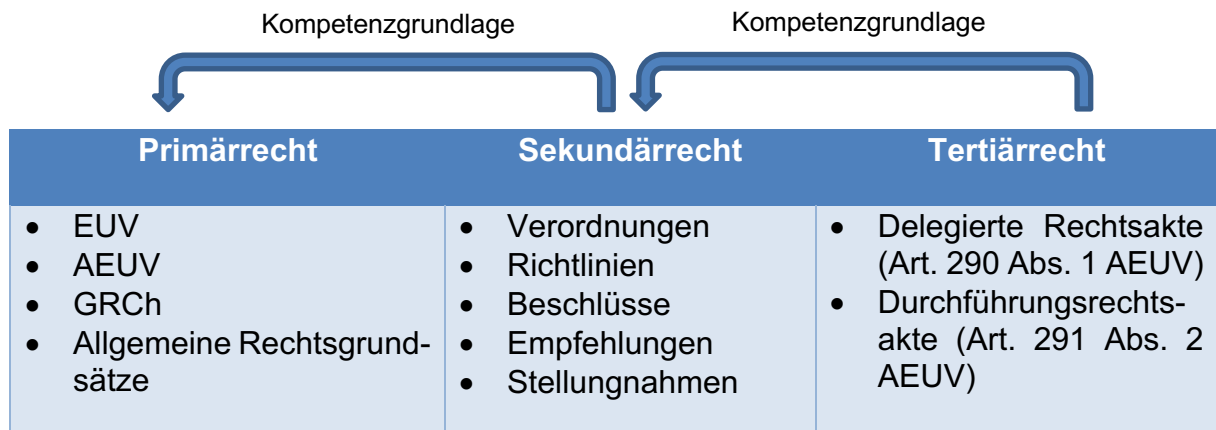 Kompetenzgrundlage
Kompetenzgrundlage
Primärrecht
Sekundärrecht
Tertiärrecht
• EUV
• AEUV
• GRCh
• Allgemeine Rechtsgrund-
sätze
• Verordnungen
• Richtlinien
• Beschlüsse
• Empfehlungen
• Stellungnahmen
• Delegierte Rechtsakte
(Art. 290 Abs. 1 AEUV)
• Durchführungsrechts-
akte (Art. 291 Abs. 2
AEUV)